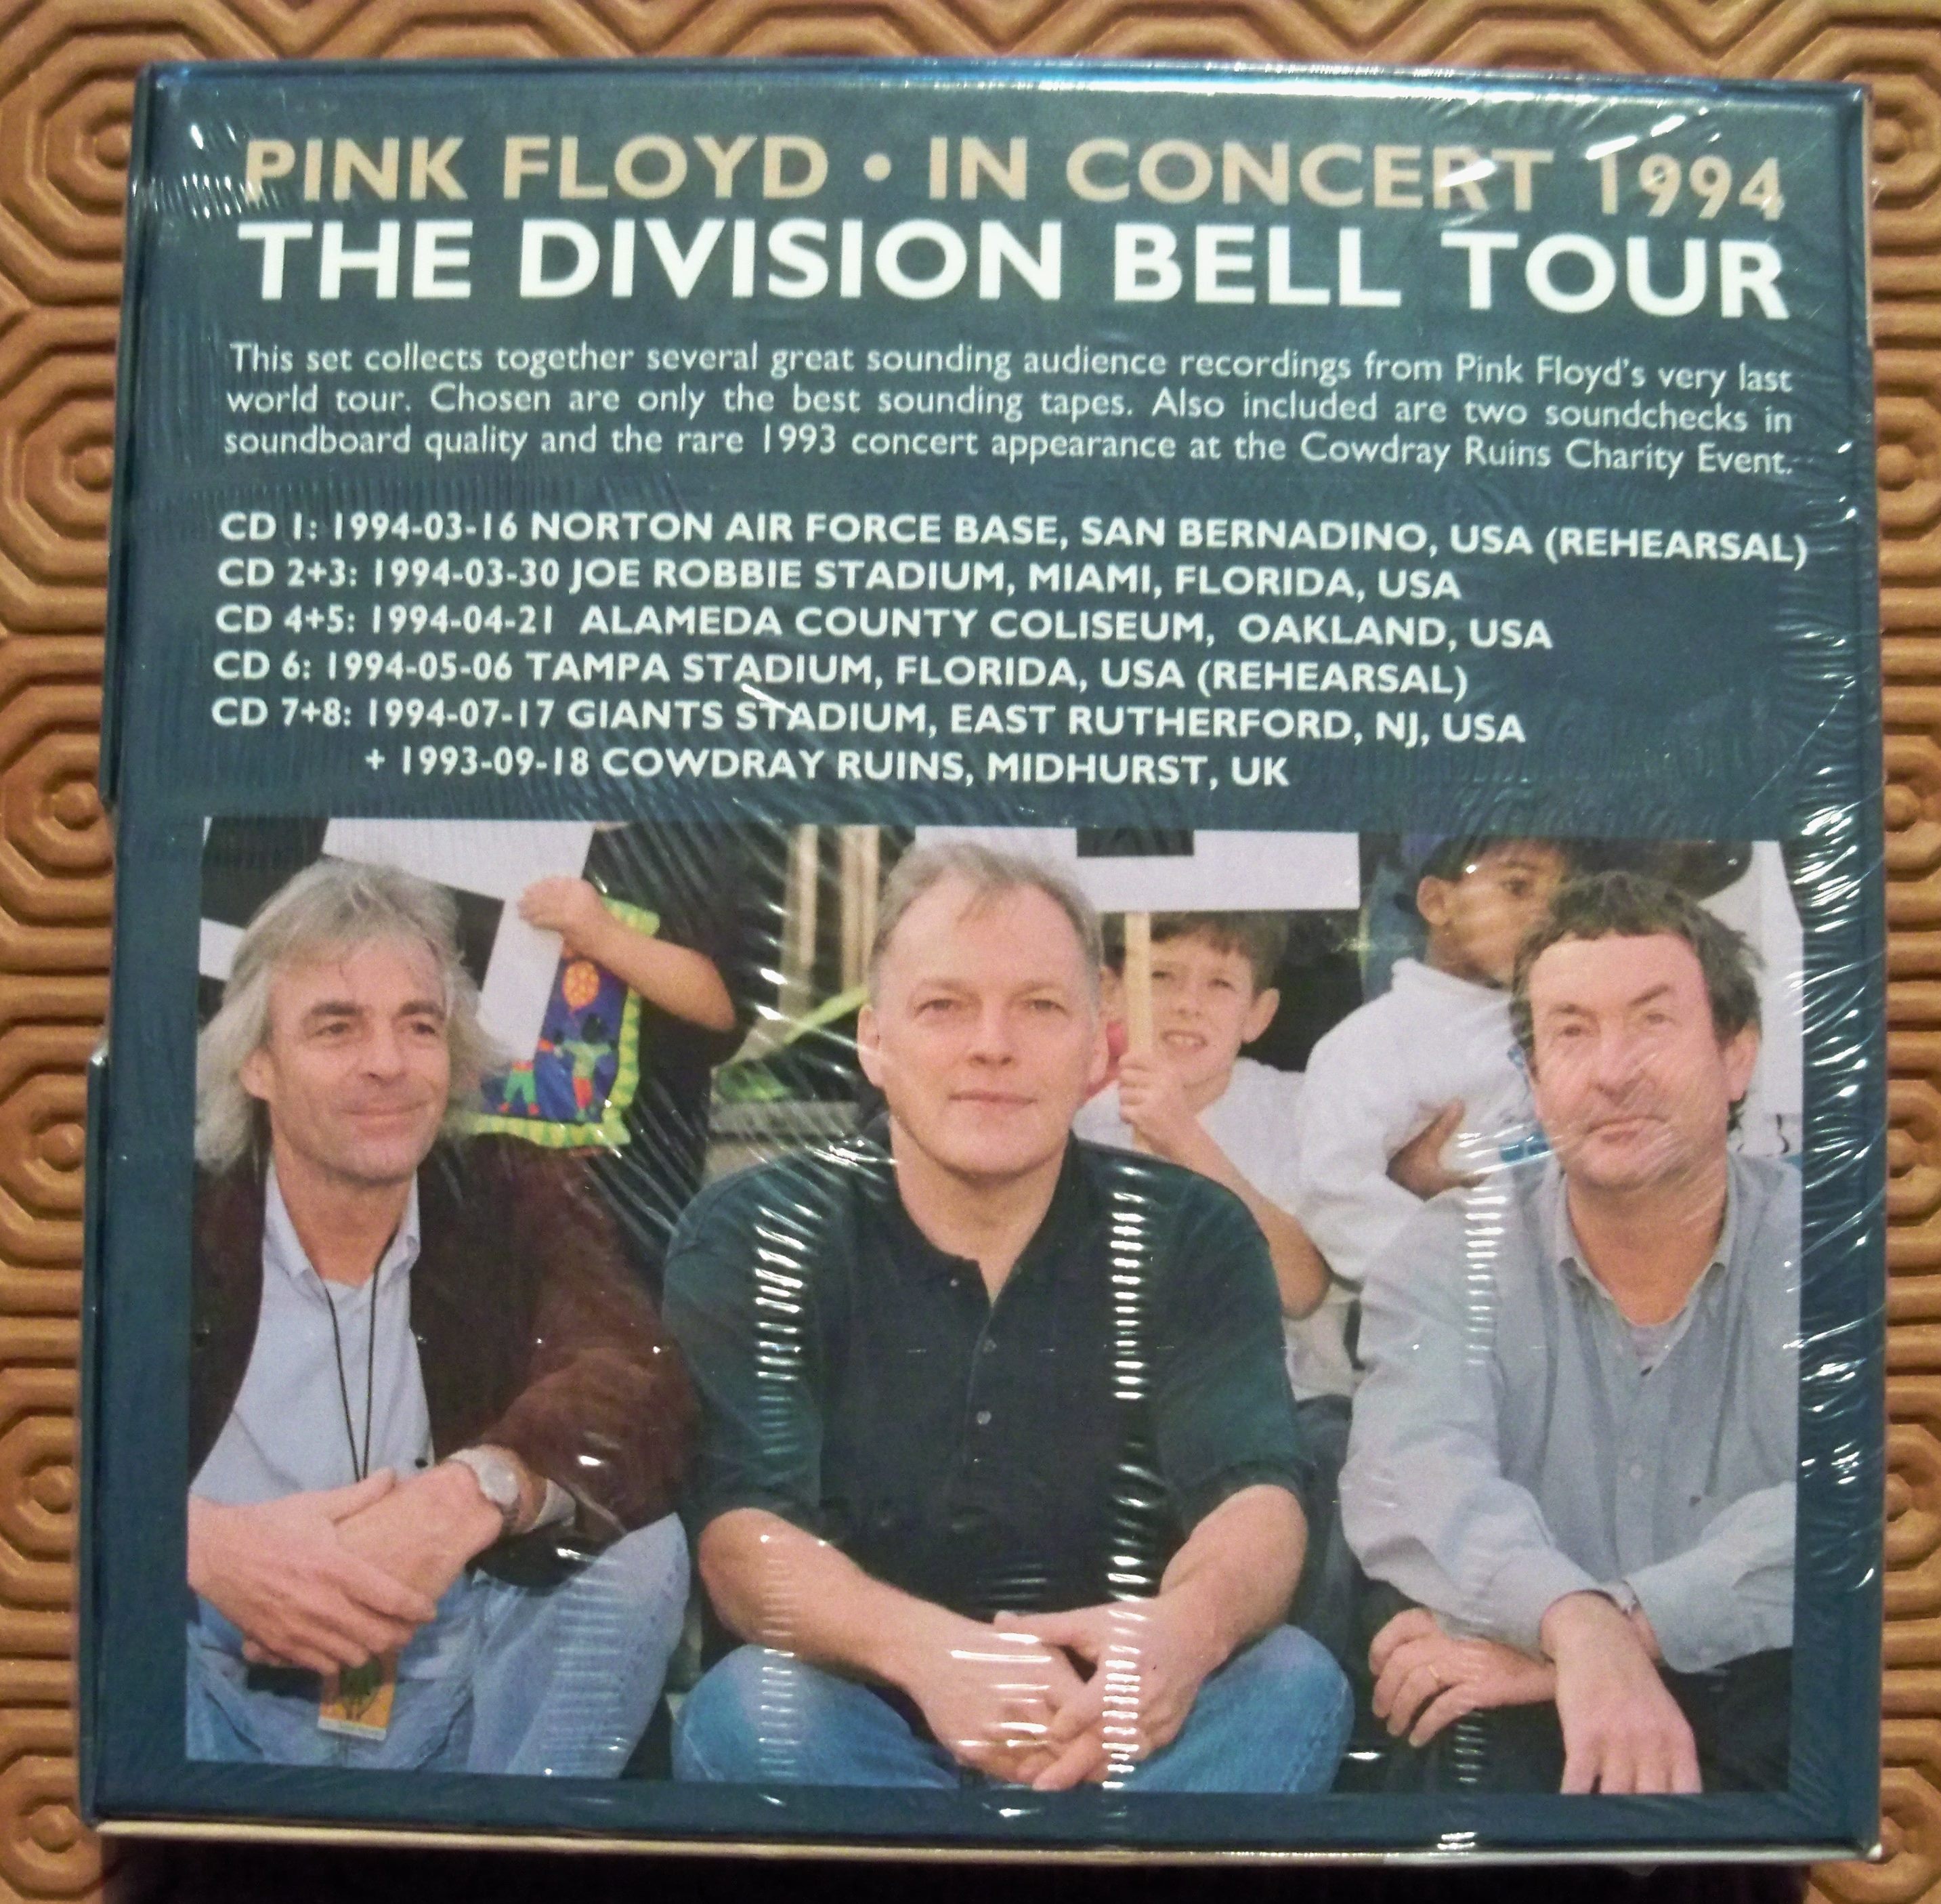 PINK FLOYD • IN CONCERT 1994
THE DIVISION BELL TOUR
This set collects together several great sounding audience recordings from Pink Floyd's very last
world tour. Chosen are only the best sounding tapes. Also included are two soundchecks in
soundboard quality and the rare 1993 concert appearance at the Cowdray Ruins Charity Event.
CD 1: 1994-03-16 NORTON AIR FORCE BASE, SAN BERNADINO, USA (REHEARSAL)
CD 2+3: 1994-03-30 JOE ROBBIE STADIUM, MIAMI, FLORIDA, USA
CD 4+5: 1994-04-21 ALAMEDA COUNTY COLISEUM, OAKLAND, USA
CD 6: 1994-05-06 TAMPA STADIUM, FLORIDA, USA (REHEARSAL)
CD 7+8: 1994-07-17 GIANTS STADIUM, EAST RUTHERFORD, NJ, USA
+ 1993-09-18 COWDRAY RUINS, MIDHURST, UK